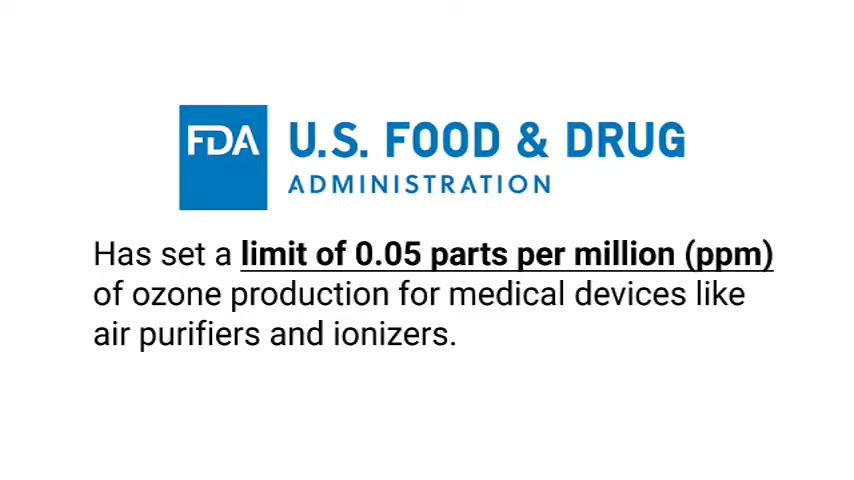 FDA U.S. FOOD & DRUG
ADMINISTRATION
Has set a limit of 0.05 parts per million (ppm)
of ozone production for medical devices like
air purifiers and ionizers.